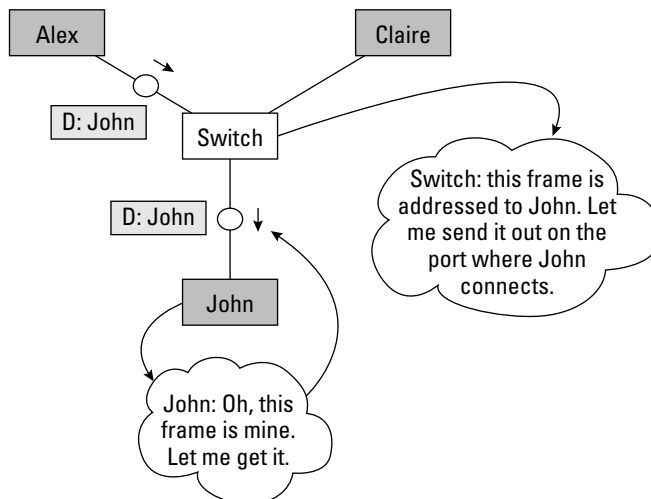 Alex
Claire
D: John
Switch
Switch: this frame is
addressed to John. Let
me send it out on the
port where John
connects.
D: John
John
John: Oh, this
frame is mine.
Let me get it.